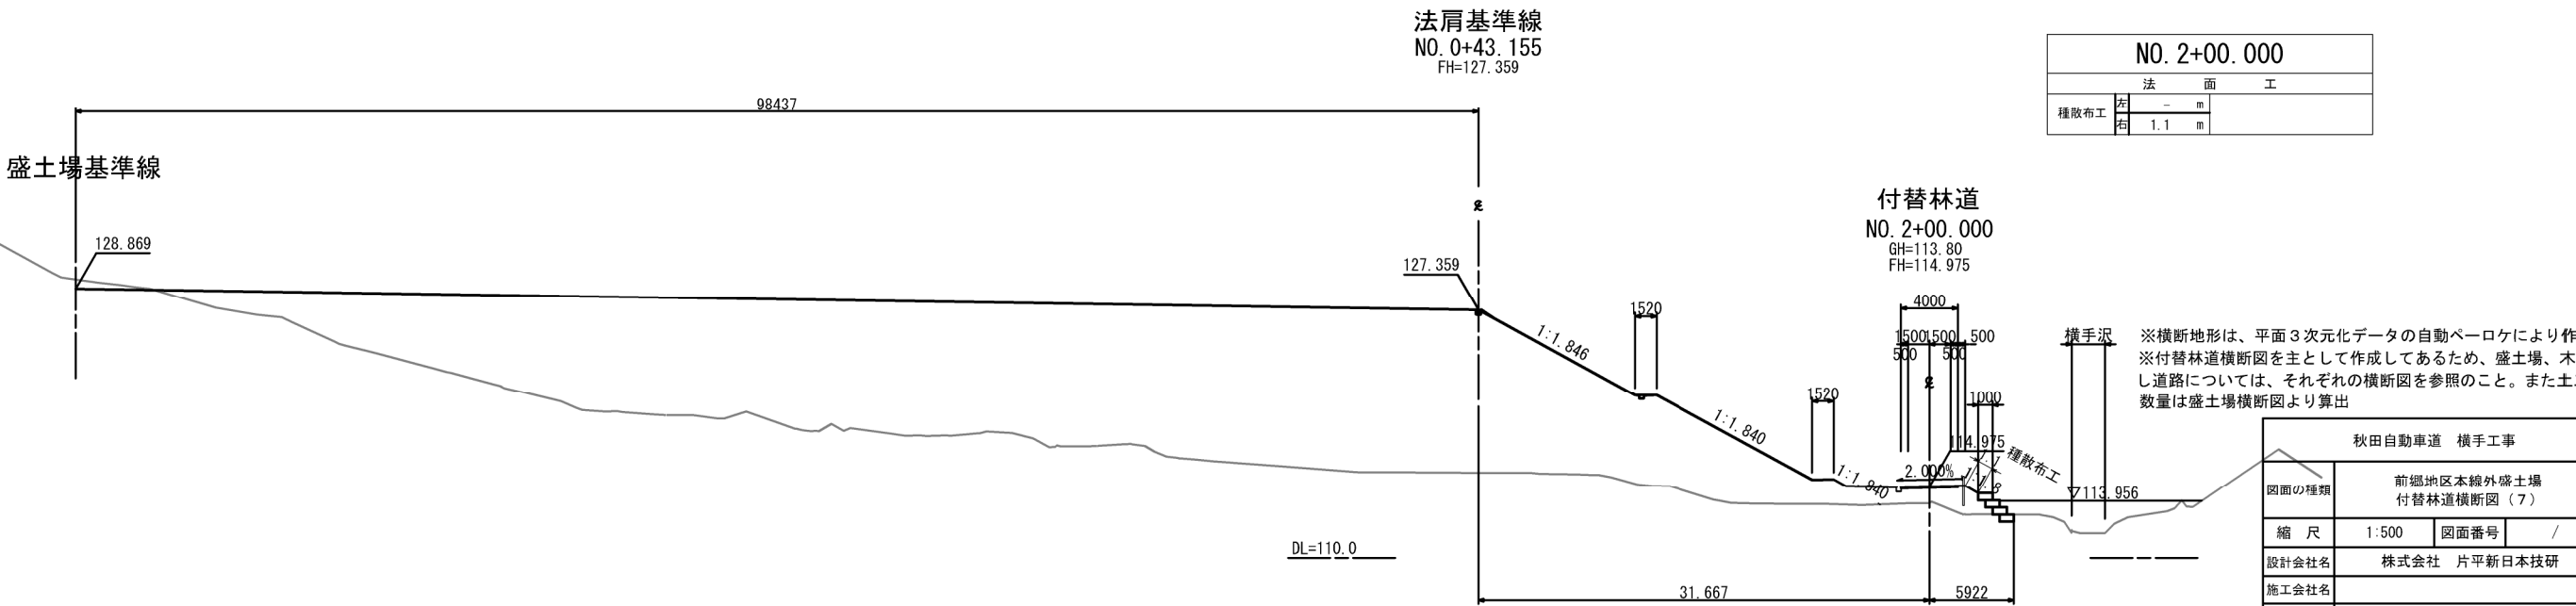 法肩基準線
NO. 0+43. 155
FH=127. 359
NO. 2+00. 000
法 面 工
種散布工 左 － m
右 1. 1 m
98437
盛土場基準線
128. 869
127. 359
付替林道
NO. 2+00. 000
GH=113. 80
FH=114. 975
4000
1520
1500 1500 500
500 500
横手沢
1:1. 846
1520
1000
1:1. 840
114. 975
1. 1
種散布工
2. 000%
1:1. 8
1:1. 840
113. 956
※横断地形は、平面３次元化データの自動ペーロケにより作
※付替林道横断図を主として作成してあるため、盛土場、木
し道路については、それぞれの横断図を参照のこと。また土
数量は盛土場横断図より算出
秋田自動車道 横手工事
図面の種類 前郷地区本線外盛土場
付替林道横断図（７）
縮 尺 1:500 図面番号 /
設計会社名 株式会社 片平新日本技研
施工会社名
DL=110. 0
31. 667
5922